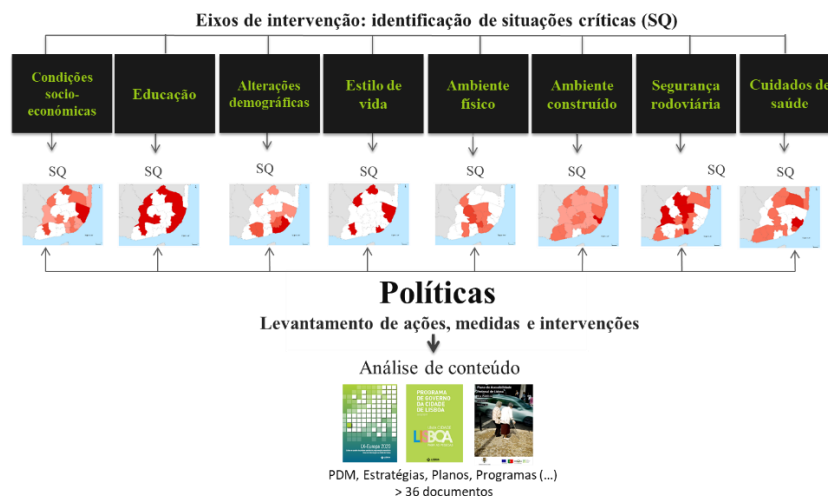 Eixos de intervenção: identificação de situações críticas (SQ)
Condições
socio-
económicas
Educação
Alterações
demográficas
Estilo de
vida
Ambiente
físico
Ambiente
construído
Segurança
rodoviária
Cuidados de
saúde
SQ
SQ
SQ
SQ
SQ
SQ
SQ
SQ
Políticas
Levantamento de ações, medidas e intervenções
Análise de conteúdo
PROGRAMA
DE GOVERNO
DA CIDADE
DE LISBOA
LISBOA
LX-Europa 2020
PDM, Estratégias, Planos, Programas (...)
> 36 documentos